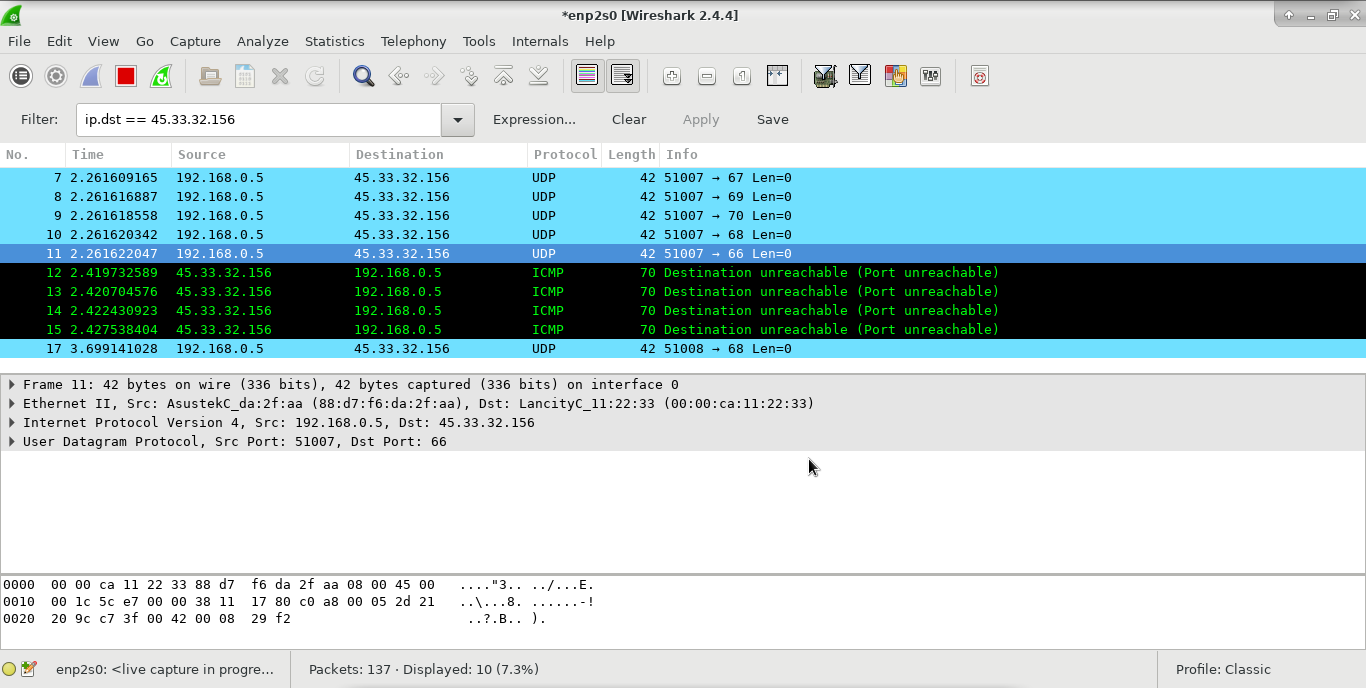 *enp2s0 [Wireshark 2.4.4]
File Edit View Go Capture Analyze Statistics Telephony Tools Internals Help
Filter: ip.dst == 45.33.32.156 Expression... Clear Apply Save
No. Time Source Destination Protocol Length Info
7 2.261609165 192.168.0.5 45.33.32.156 UDP 42 51007 → 67 Len=0
8 2.261616887 192.168.0.5 45.33.32.156 UDP 42 51007 → 69 Len=0
9 2.261618558 192.168.0.5 45.33.32.156 UDP 42 51007 → 70 Len=0
10 2.261620342 192.168.0.5 45.33.32.156 UDP 42 51007 → 68 Len=0
11 2.261622047 192.168.0.5 45.33.32.156 UDP 42 51007 → 66 Len=0
12 2.419732589 45.33.32.156 192.168.0.5 ICMP 70 Destination unreachable (Port unreachable)
13 2.420704576 45.33.32.156 192.168.0.5 ICMP 70 Destination unreachable (Port unreachable)
14 2.422430923 45.33.32.156 192.168.0.5 ICMP 70 Destination unreachable (Port unreachable)
15 2.427538404 45.33.32.156 192.168.0.5 ICMP 70 Destination unreachable (Port unreachable)
17 3.699141028 192.168.0.5 45.33.32.156 UDP 42 51008 → 68 Len=0
Frame 11: 42 bytes on wire (336 bits), 42 bytes captured (336 bits) on interface 0
Ethernet II, Src: AsustekC_da:2f:aa (88:d7:f6:da:2f:aa), Dst: LancityC_11:22:33 (00:00:ca:11:22:33)
Internet Protocol Version 4, Src: 192.168.0.5, Dst: 45.33.32.156
User Datagram Protocol, Src Port: 51007, Dst Port: 66
0000 00 00 ca 11 22 33 88 d7 f6 da 2f aa 08 00 45 00 ...."3.. ../...E.
0010 00 1c 5c e7 00 00 38 11 17 80 c0 a8 00 05 2d 21 ..\...8. ......-!
0020 20 9c c7 3f 00 42 00 08 29 f2 ..?.B.. ).
enp2s0: <live capture in progre... Packets: 137 · Displayed: 10 (7.3%) Profile: Classic